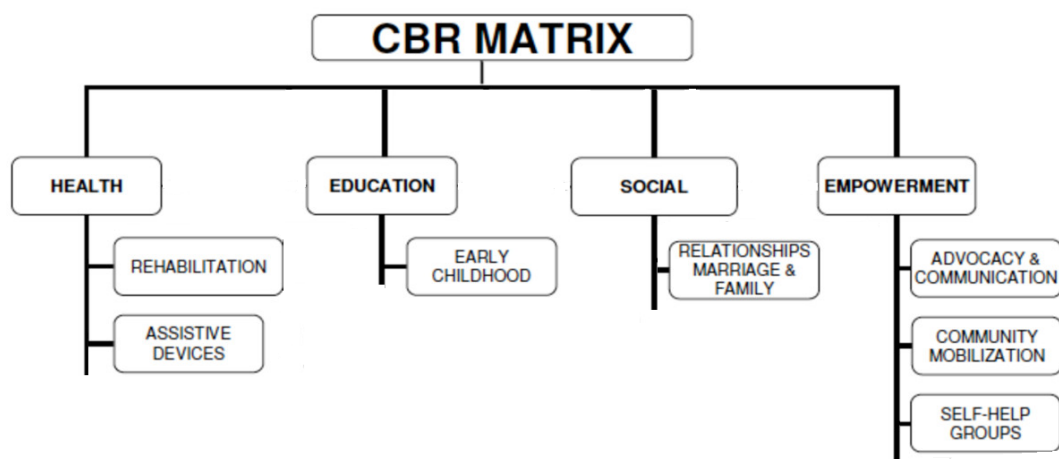 CBR MATRIX
HEALTH
EDUCATION
SOCIAL
EMPOWERMENT
REHABILITATION
ASSISTIVE
DEVICES
EARLY
CHILDHOOD
RELATIONSHIPS
MARRIAGE &
FAMILY
ADVOCACY &
COMMUNICATION
COMMUNITY
MOBILIZATION
SELF-HELP
GROUPS